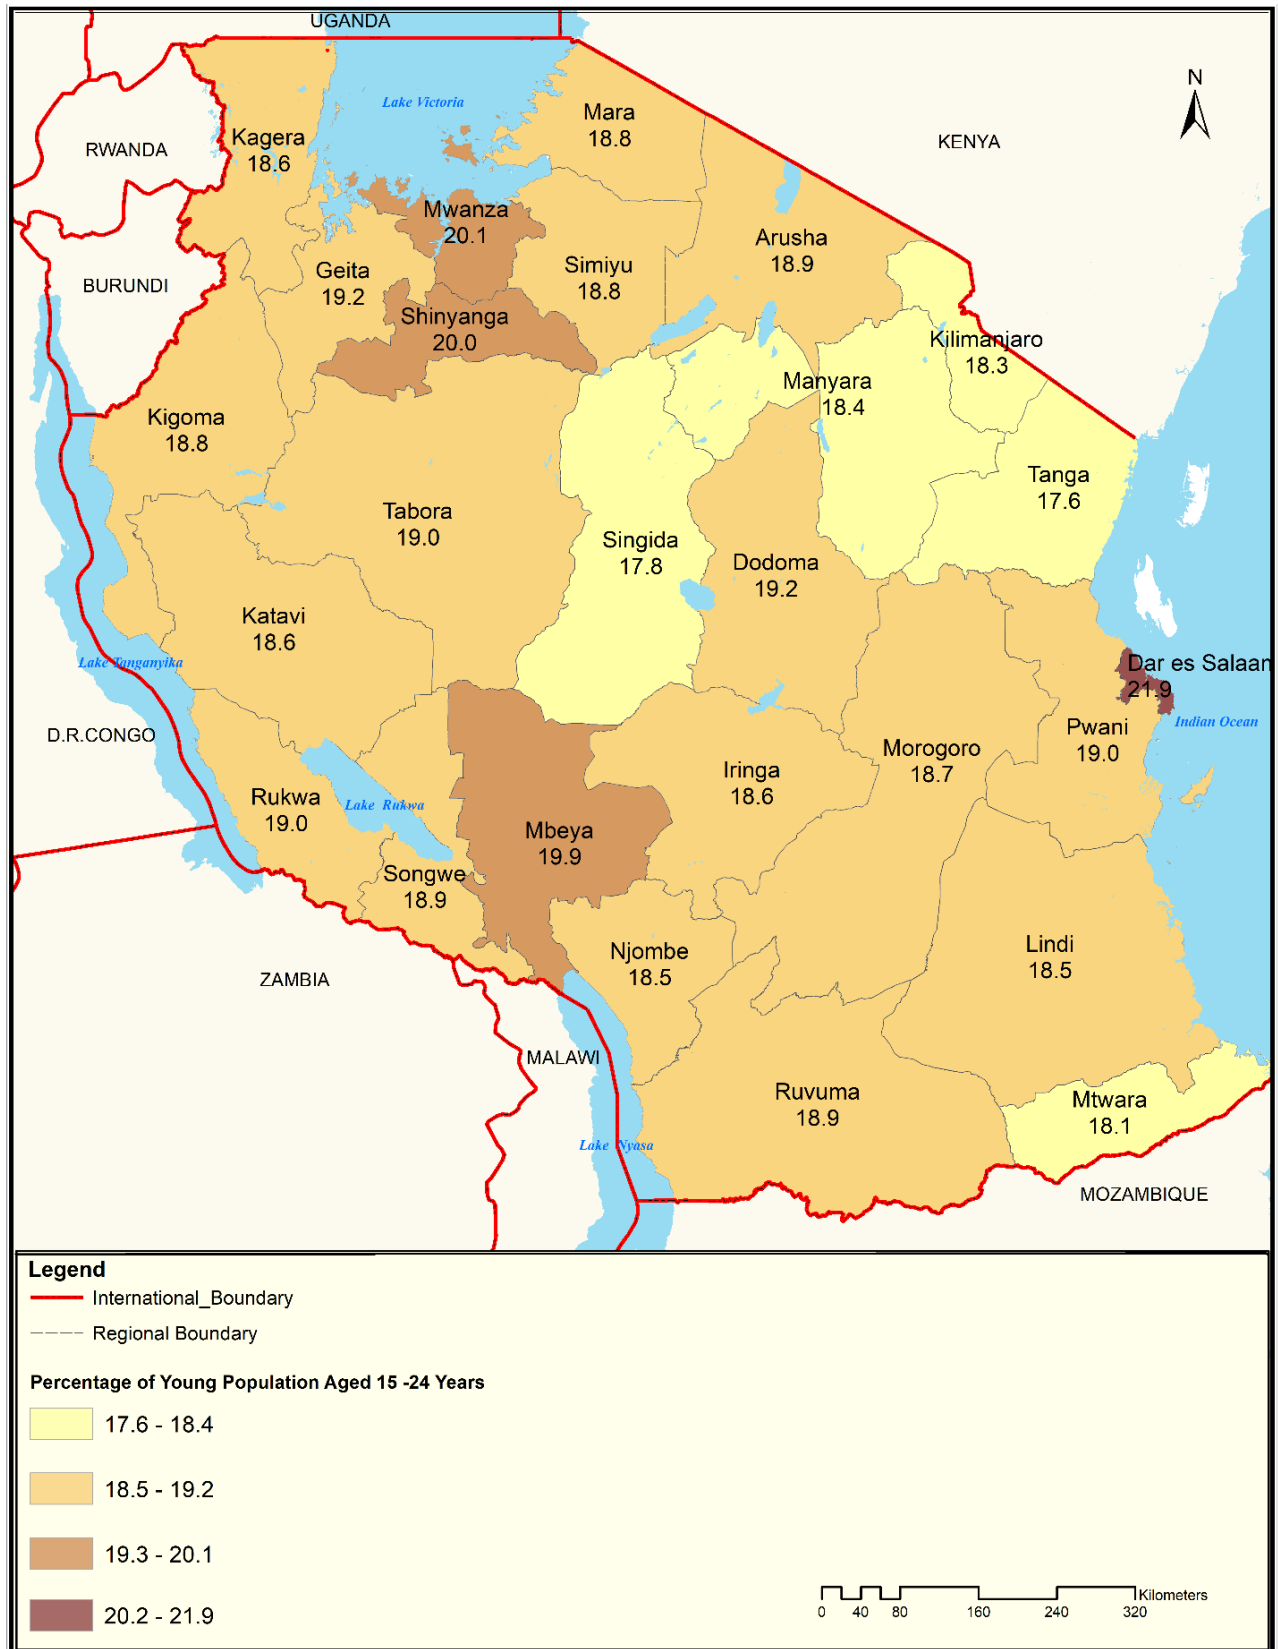 UGANDA
N
Lake Victoria
Mara
18.8
Kagera
18.6
KENYA
RWANDA
Mwanza
20.1
Arusha
18.9
Geita
19.2
Simiyu
18.8
BURUNDI
Shinyanga
20.0
Kilimanjaro
18.3
Manyara
18.4
Kigoma
18.8
Tanga
17.6
Tabora
19.0
Singida
17.8
Dodoma
19.2
Katavi
18.6
Lake Tanganyika
Dar es Salaam
21.9
Indian Ocean
D.R.CONGO
Pwani
19.0
Morogoro
18.7
Iringa
18.6
Rukwa
19.0
Lake Rukwa
Mbeya
19.9
Songwe
18.9
Njombe
18.5
Lindi
18.5
ZAMBIA
MALAWI
Ruvuma
18.9
Mtwara
18.1
Lake Nyasa
MOZAMBIQUE
Legend
International_Boundary
Regional Boundary
Percentage of Young Population Aged 15 -24 Years
17.6 - 18.4
18.5 - 19.2
19.3 - 20.1
20.2 - 21.9
Kilometers
0 40 80 160 240 320